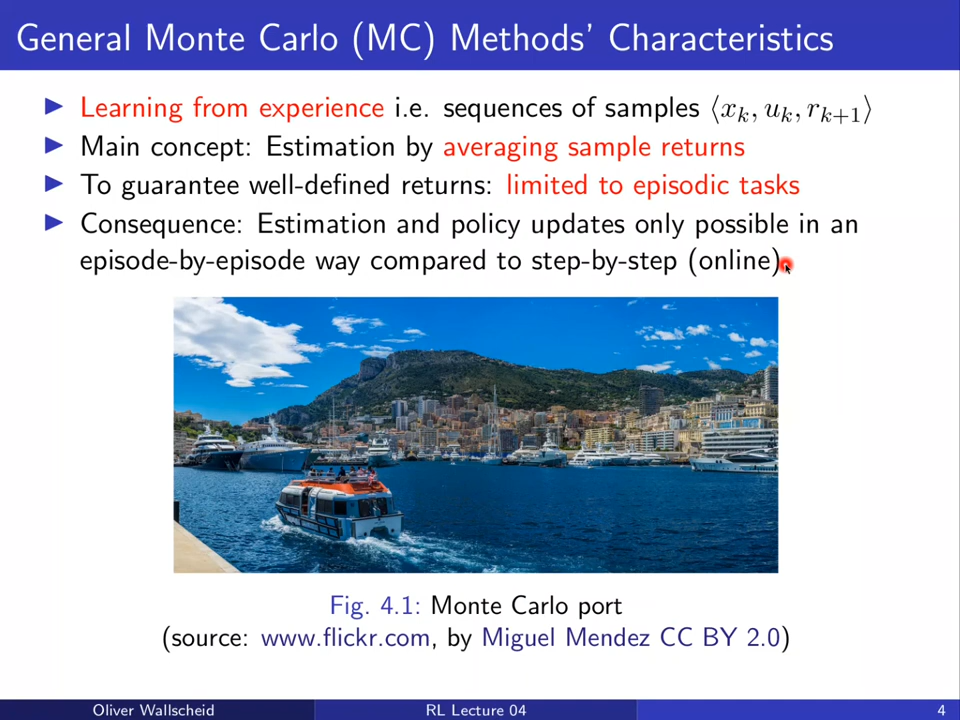 General Monte Carlo (MC) Methods' Characteristics
▶ Learning from experience i.e. sequences of samples ⟨xₖ, uₖ, rₖ₊₁⟩
▶ Main concept: Estimation by averaging sample returns
▶ To guarantee well-defined returns: limited to episodic tasks
▶ Consequence: Estimation and policy updates only possible in an
episode-by-episode way compared to step-by-step (online)
Fig. 4.1: Monte Carlo port
(source: www.flickr.com, by Miguel Mendez CC BY 2.0)
Oliver Wallscheid RL Lecture 04 4